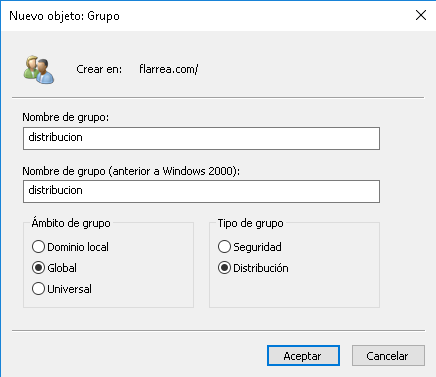 Nuevo objeto: Grupo
Crear en: flarrea.com/
Nombre de grupo:
distribucion
Nombre de grupo (anterior a Windows 2000):
distribucion
Ámbito de grupo
Dominio local
Global
Universal
Tipo de grupo
Seguridad
Distribución
Aceptar
Cancelar